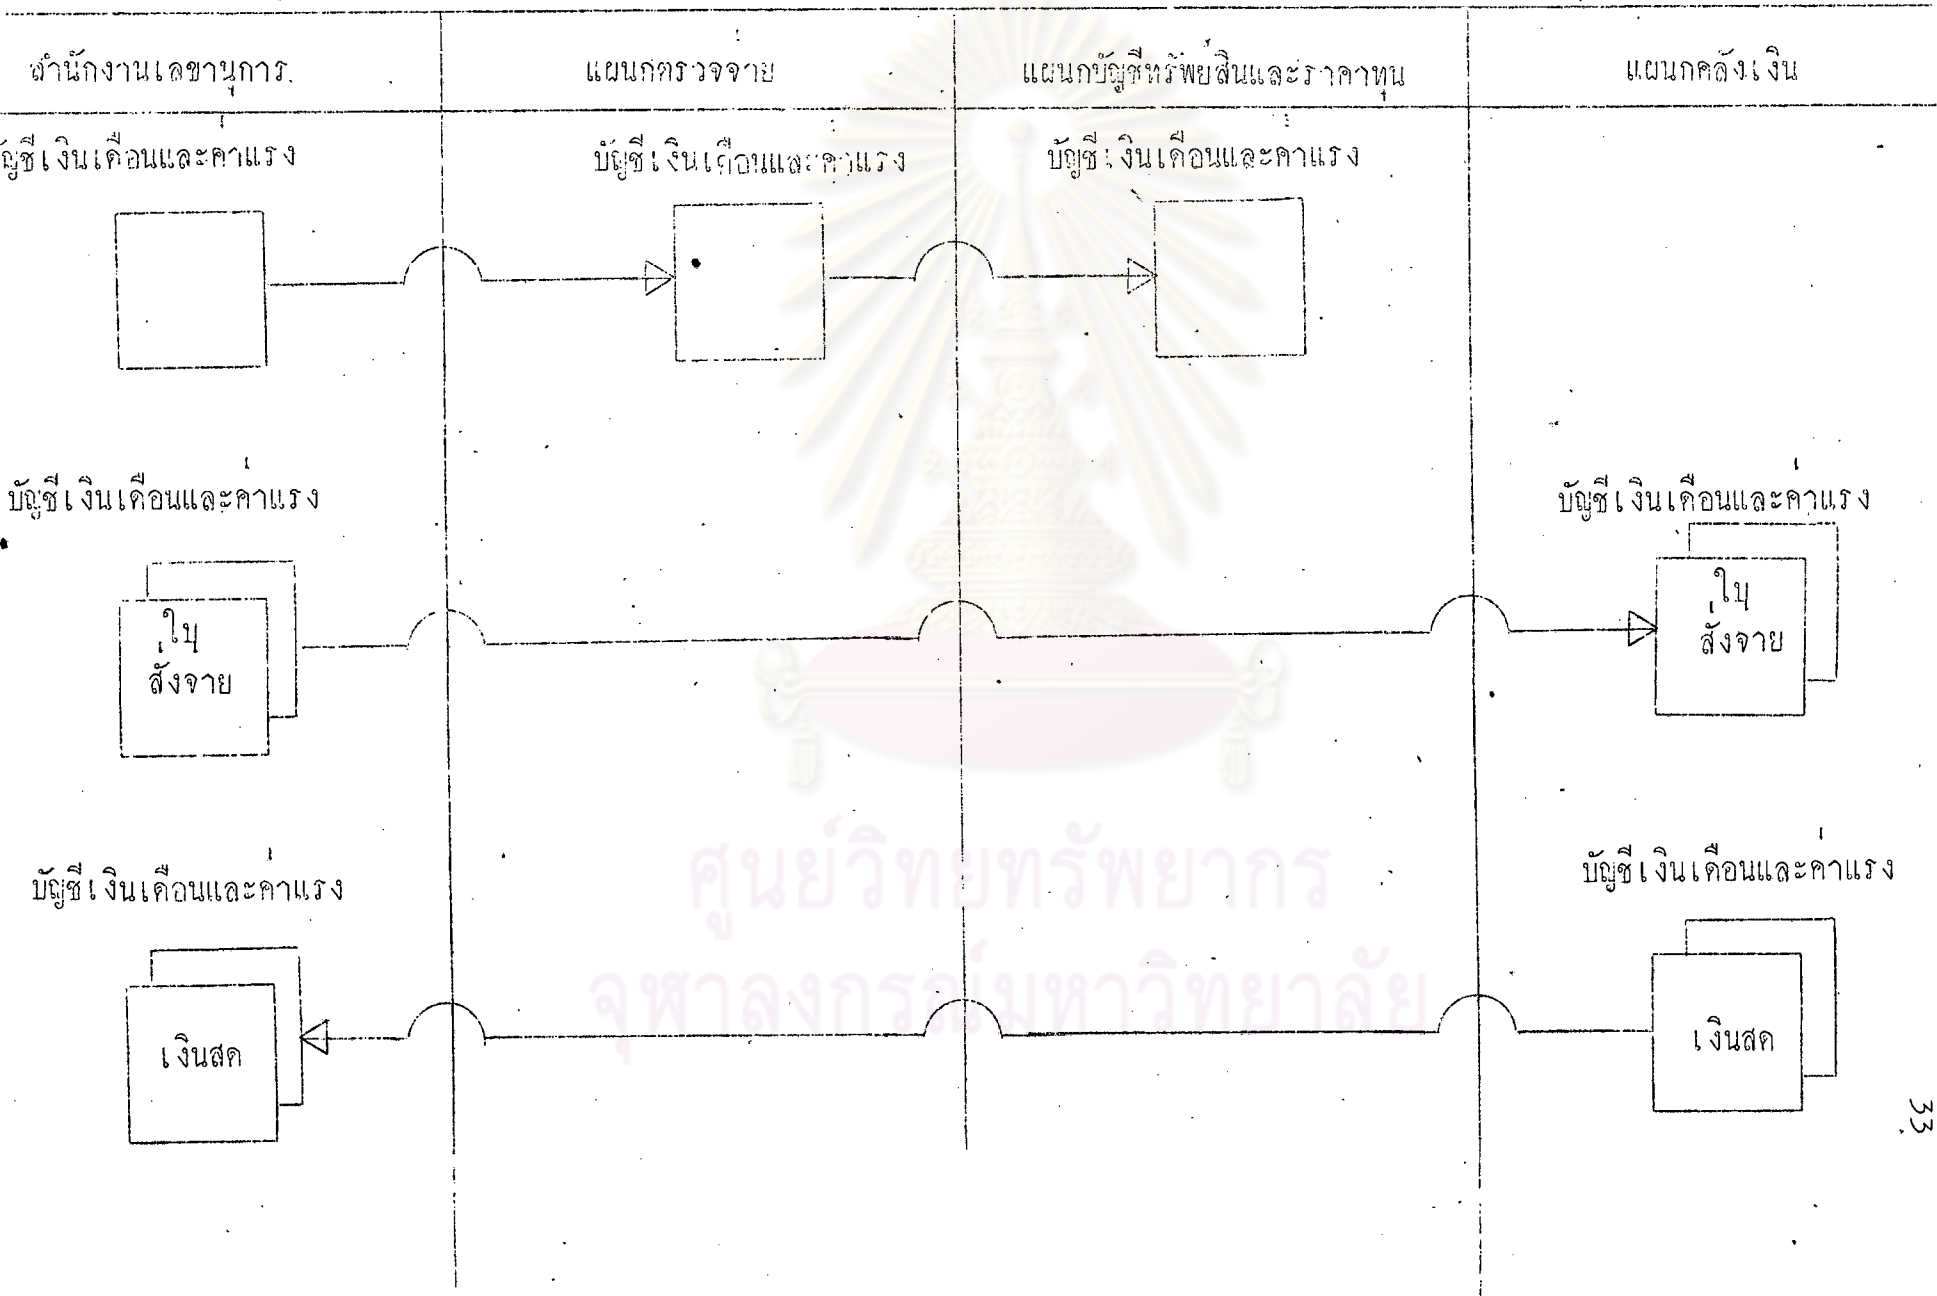 สำนักงานเลขานุการ
แผนกตรวจจ่าย
แผนกบัญชีทรัพย์สินและราคาทุน
แผนกคลังเงิน
บัญชีเงินเดือนและค่าแรง
บัญชีเงินเดือนและค่าแรง
บัญชีเงินเดือนและค่าแรง
บัญชีเงินเดือนและค่าแรง
บัญชีเงินเดือนและค่าแรง
ใบ
สั่งจ่าย
ใบ
สั่งจ่าย
บัญชีเงินเดือนและค่าแรง
บัญชีเงินเดือนและค่าแรง
ศูนย์วิทยทรัพยากร
จุฬาลงกรณ์มหาวิทยาลัย
เงินสด
เงินสด
33